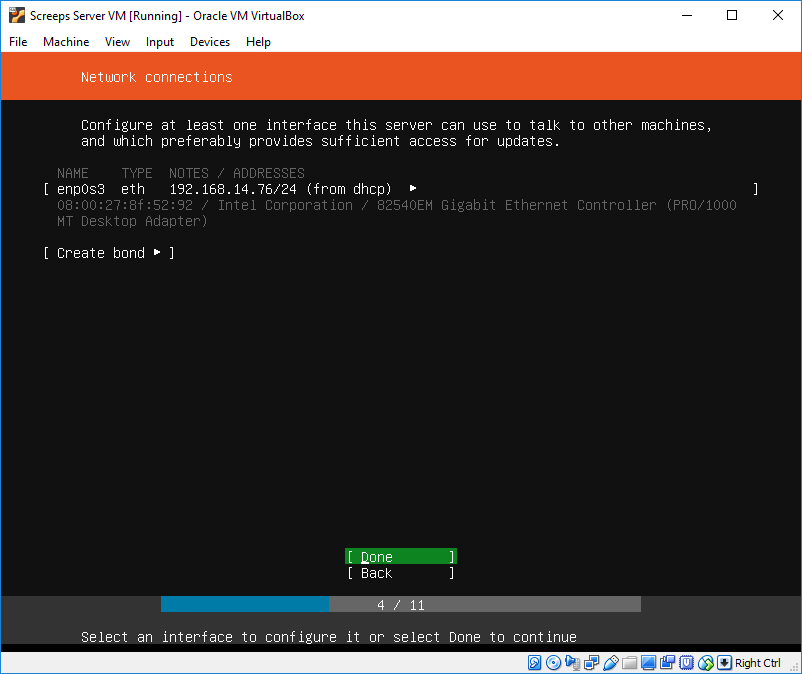 Screeps Server VM [Running] - Oracle VM VirtualBox
File Machine View Input Devices Help
Network connections
Configure at least one interface this server can use to talk to other machines,
and which preferably provides sufficient access for updates.
NAME TYPE NOTES / ADDRESSES
[ enp0s3 eth 192.168.14.76/24 (from dhcp) ▸ ]
08:00:27:8f:52:92 / Intel Corporation / 82540EM Gigabit Ethernet Controller (PRO/1000
MT Desktop Adapter)
[ Create bond ▸ ]
[ Done ]
[ Back ]
4 / 11
Select an interface to configure it or select Done to continue
Right Ctrl